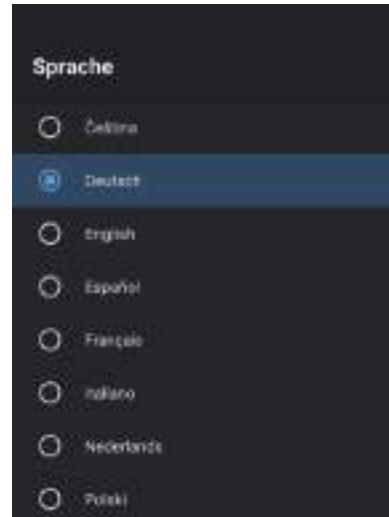 Sprache
Čeština
Deutsch
English
Español
Français
Italiano
Nederlands
Polski